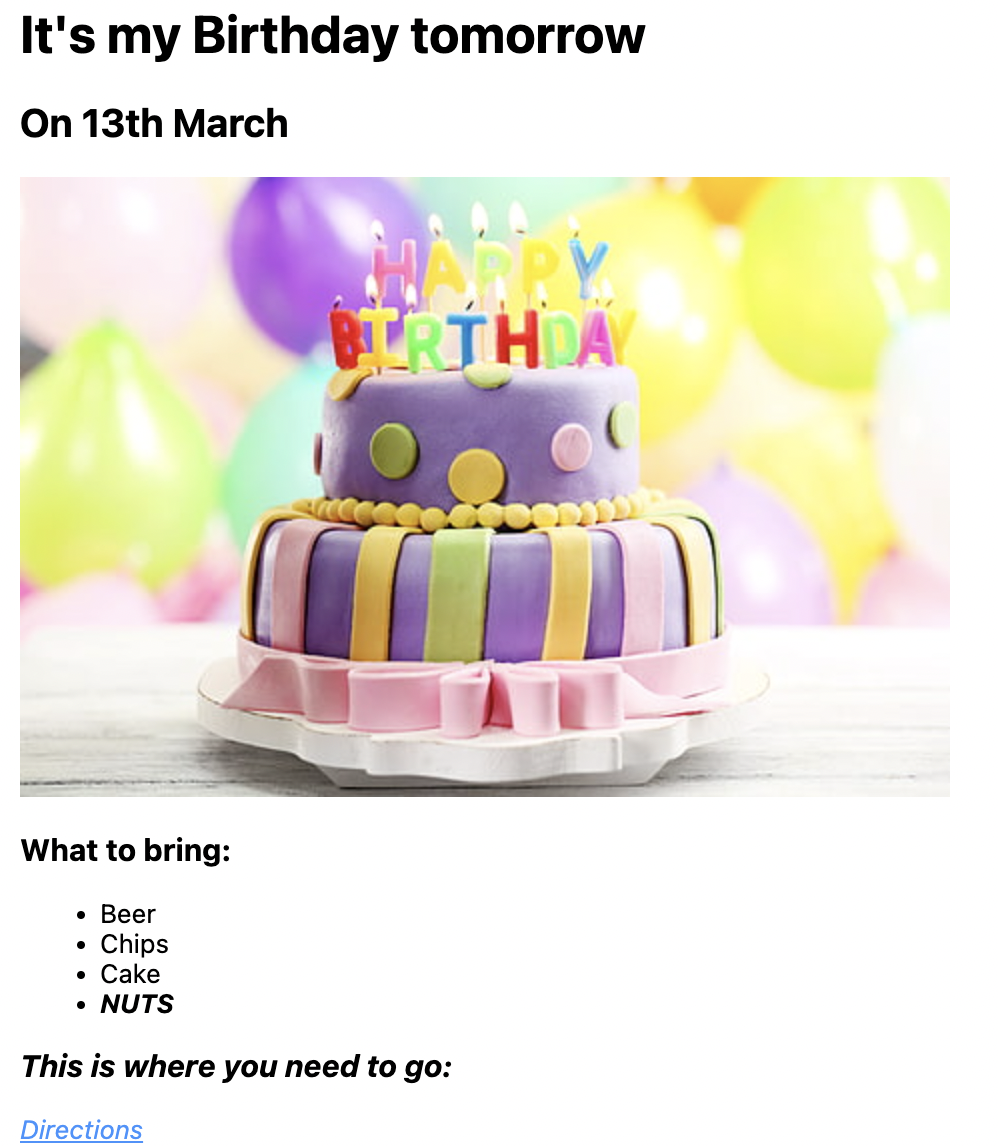 It's my Birthday tomorrow
On 13th March
HAPPY
BIRTHDAY
What to bring:
Beer
Chips
Cake
NUTS
This is where you need to go:
Directions